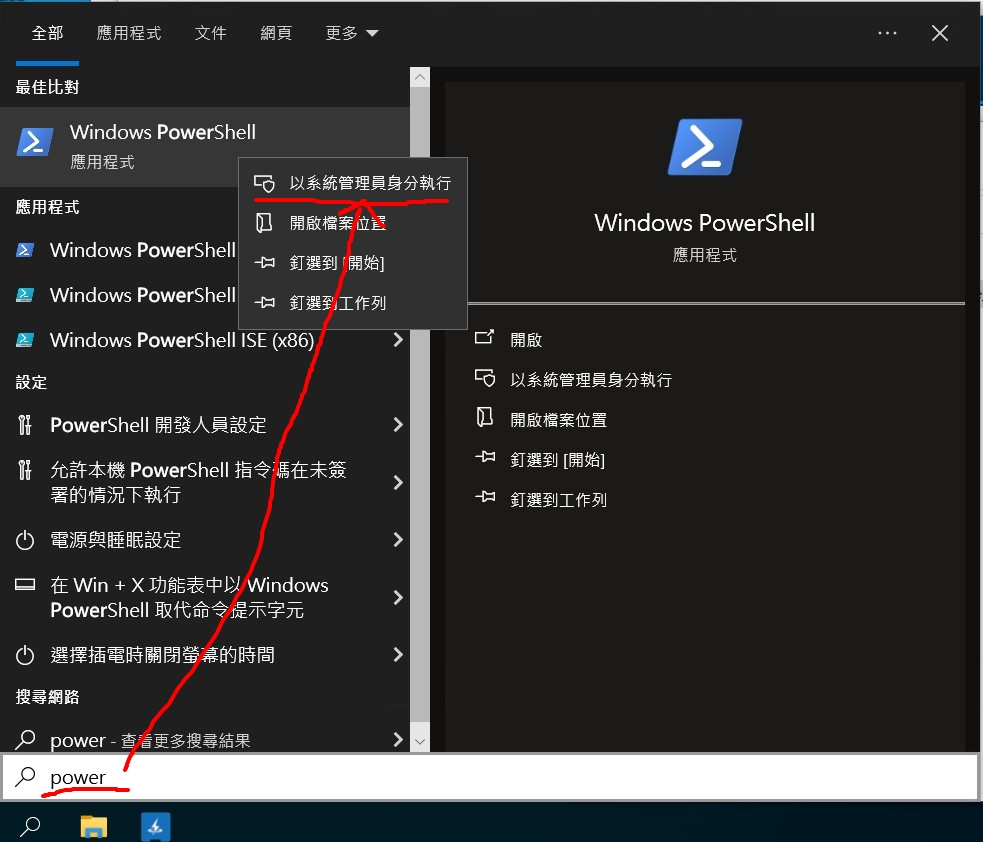 全部 應用程式 文件 網頁 更多
最佳比對
Windows PowerShell
應用程式
以系統管理員身分執行
開啟檔案位置
釘選到 [開始]
釘選到工作列
應用程式
Windows PowerShell
Windows PowerShell
Windows PowerShell ISE (x86)
設定
PowerShell 開發人員設定
允許本機 PowerShell 指令碼在未簽
署的情況下執行
電源與睡眠設定
在 Win + X 功能表中以 Windows
PowerShell 取代命令提示字元
選擇插電時關閉螢幕的時間
搜尋網路
power - 查看更多搜尋結果
power
Windows PowerShell
應用程式
開啟
以系統管理員身分執行
開啟檔案位置
釘選到 [開始]
釘選到工作列